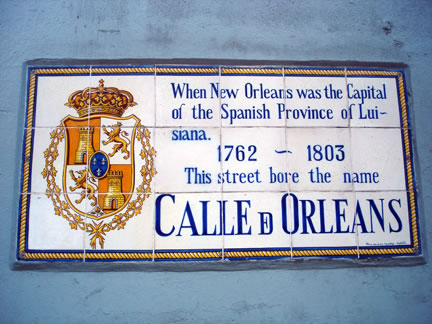 When New Orleans was the Capital
of the Spanish Province of Lui-
siana.
1762 — 1803
This street bore the name
CALLE D ORLEANS